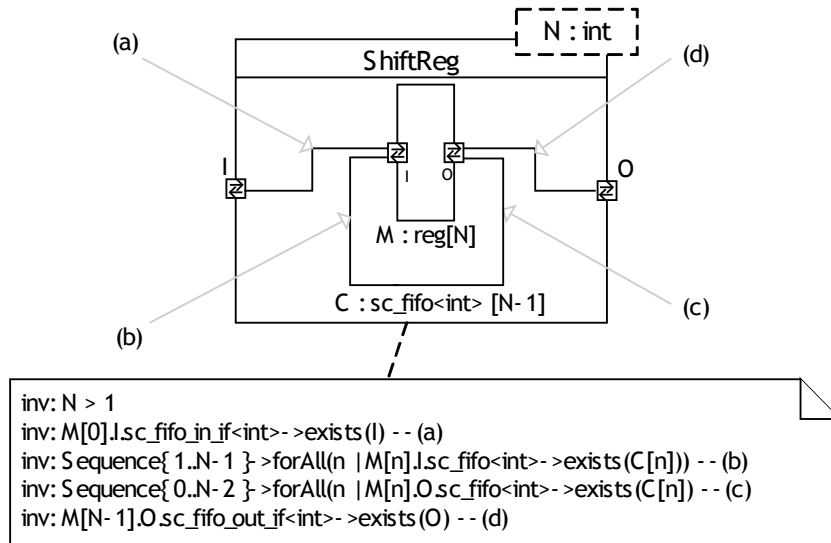 N : int
(a)
ShiftReg
(d)
I
O
I
O
M : reg[N]
C : sc_fifo<int> [N-1]
(b)
(c)
inv: N > 1
inv: M[0].I.sc_fifo_in_if<int>->exists(I) -- (a)
inv: Sequence{ 1..N-1 }->forAll(n | M[n].I.sc_fifo<int>->exists(C[n])) -- (b)
inv: Sequence{ 0..N-2 }->forAll(n | M[n].O.sc_fifo<int>->exists(C[n]) -- (c)
inv: M[N-1].O.sc_fifo_out_if<int>->exists(O) -- (d)